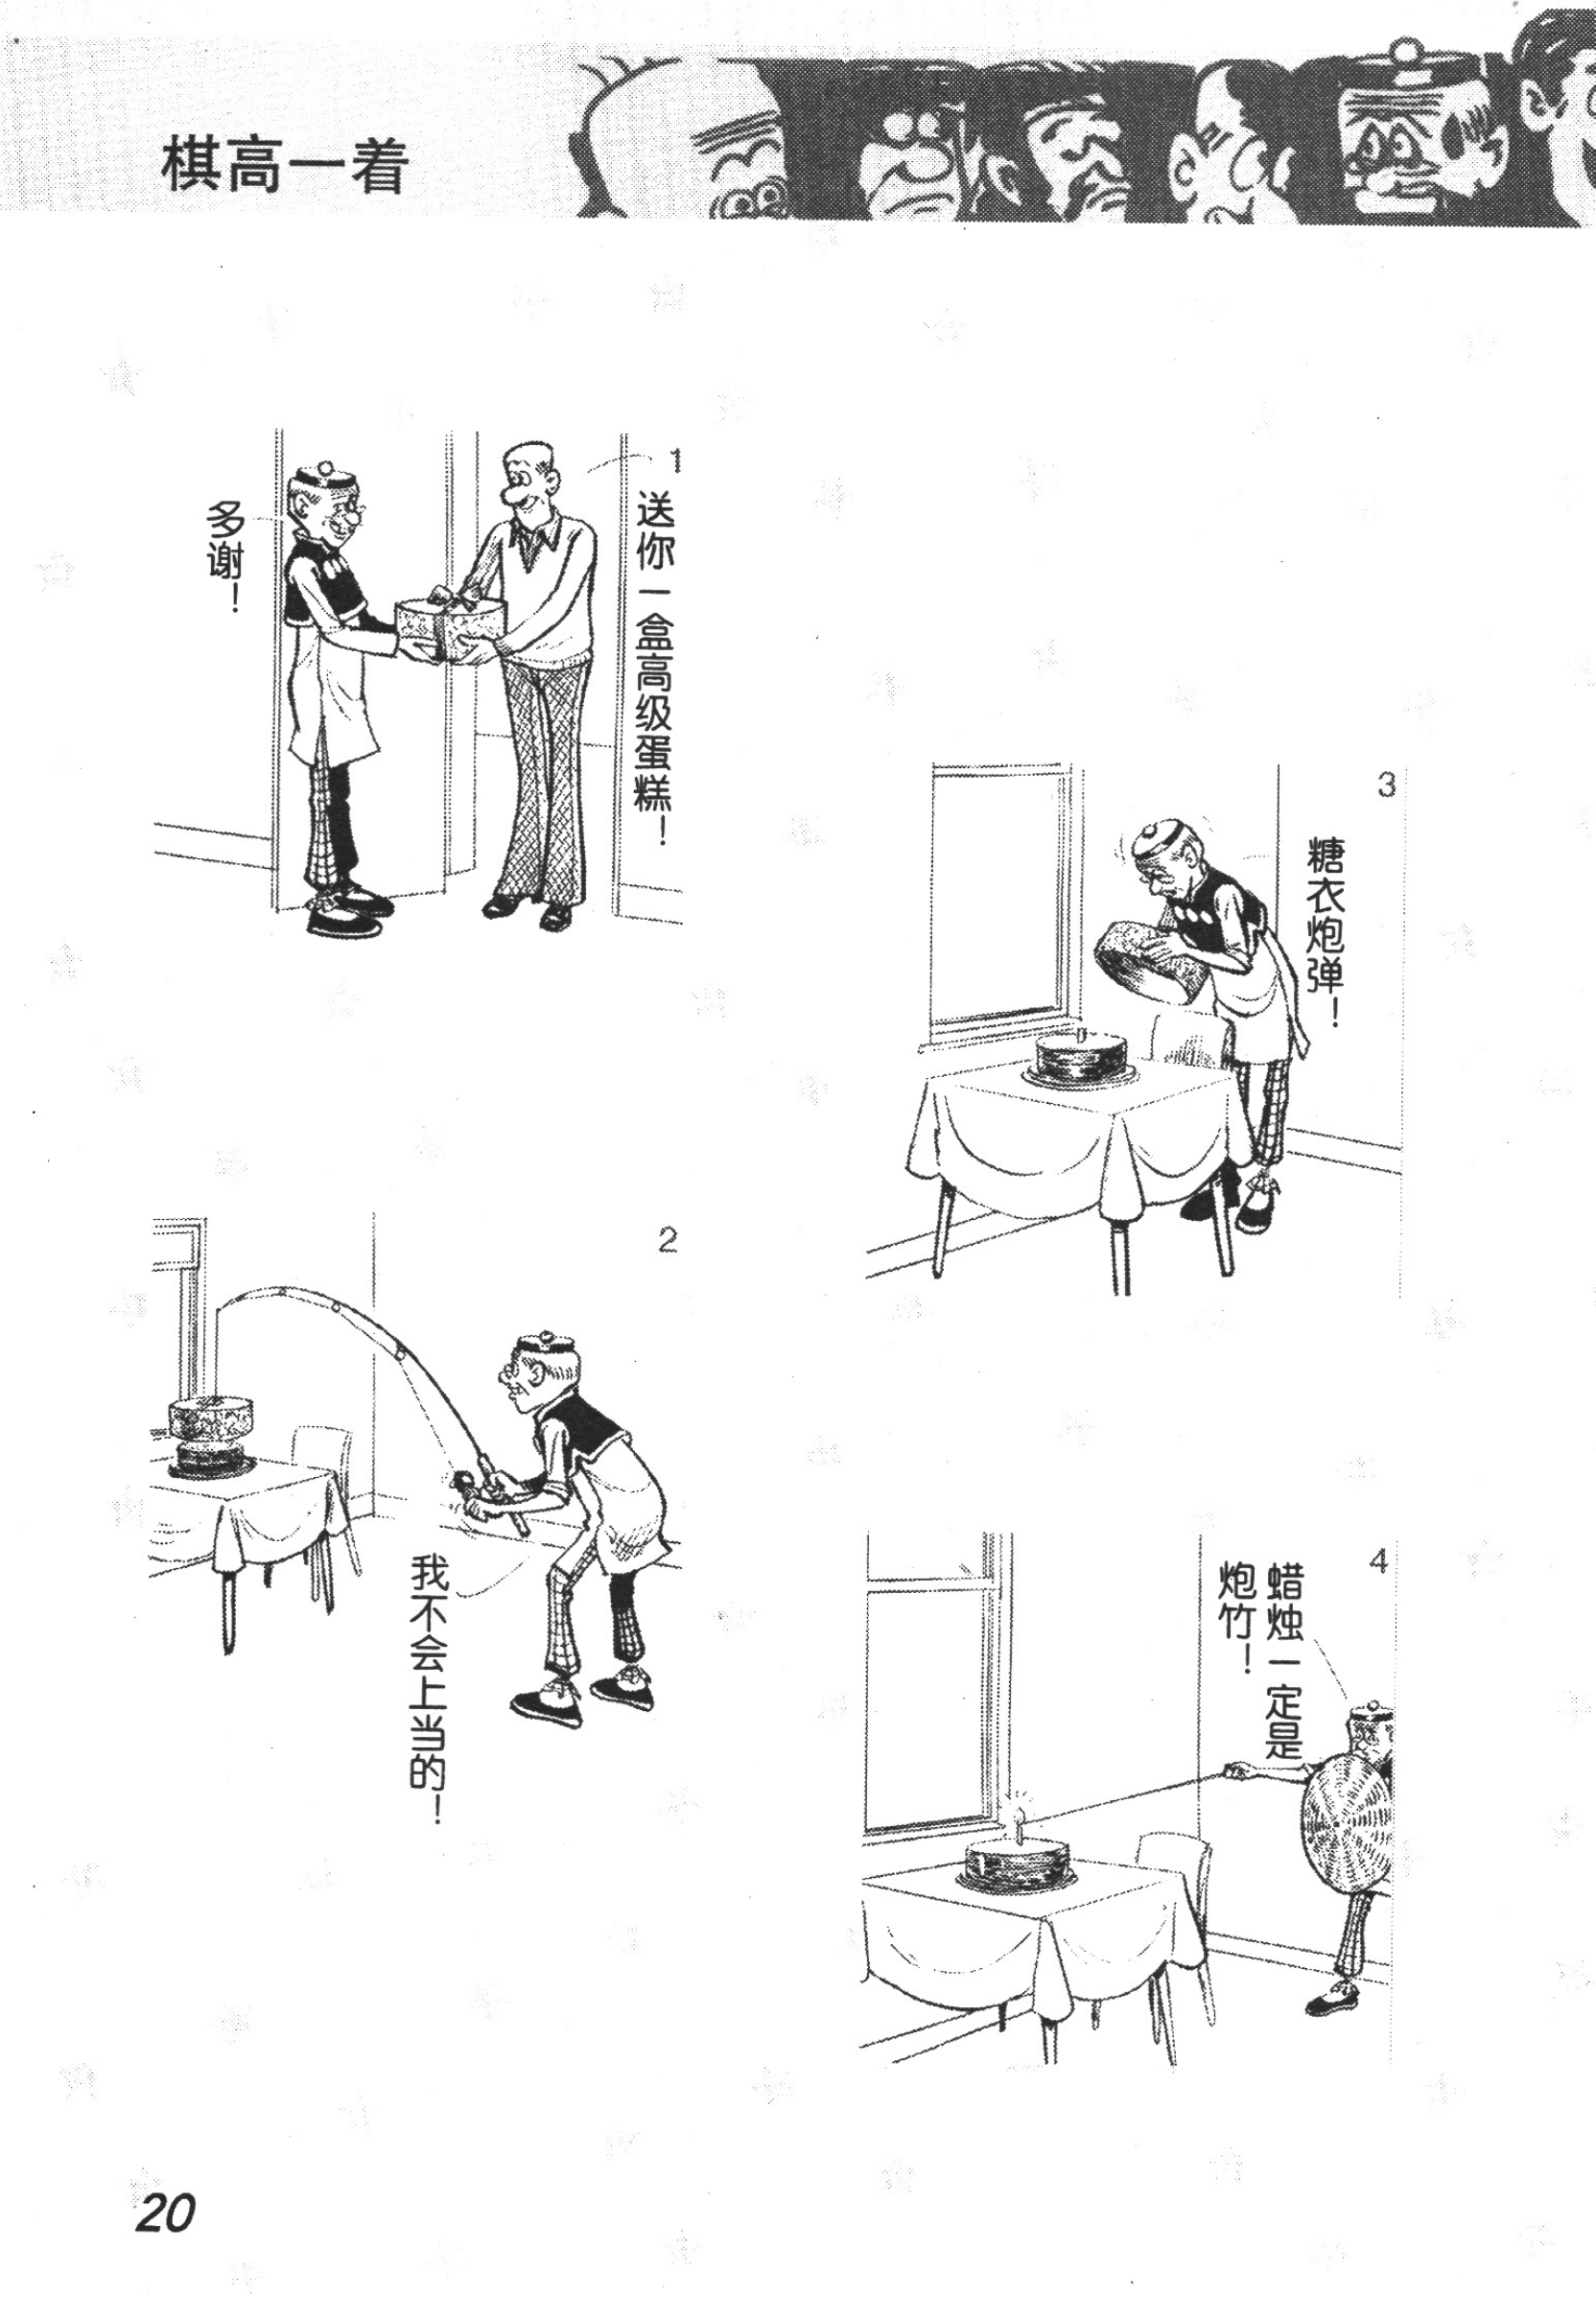 棋高一着
1
送你一盒高级蛋糕！
多谢！
2
我不会上当的！
3
糖衣炮弹！
4
蜡烛一定是
炮竹！
20